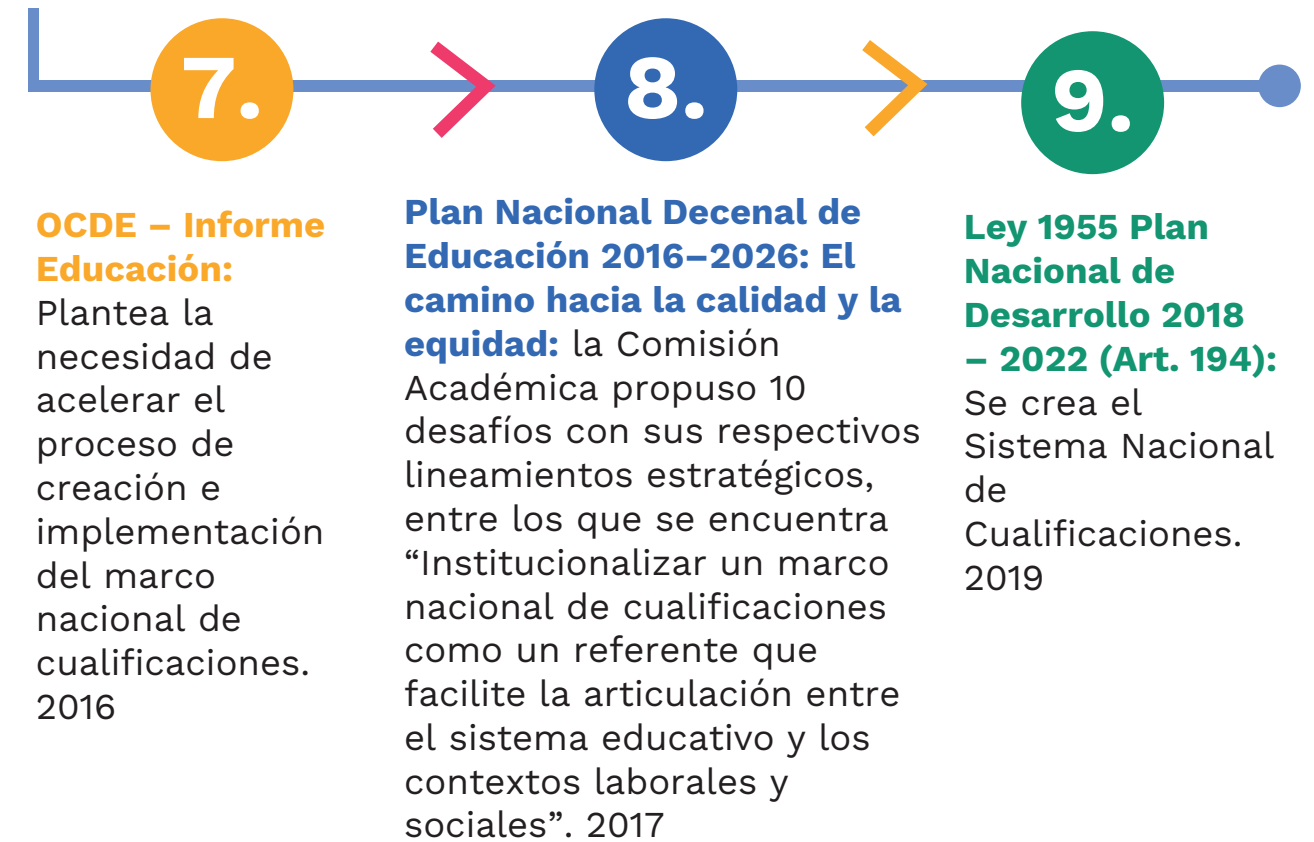 7.
OCDE – Informe
Educación:
Plantea la
necesidad de
acelerar el
proceso de
creación e
implementación
del marco
nacional de
cualificaciones.
2016
8.
Plan Nacional Decenal de
Educación 2016–2026: El
camino hacia la calidad y la
equidad: la Comisión
Académica propuso 10
desafíos con sus respectivos
lineamientos estratégicos,
entre los que se encuentra
“Institucionalizar un marco
nacional de cualificaciones
como un referente que
facilite la articulación entre
el sistema educativo y los
contextos laborales y
sociales”. 2017
9.
Ley 1955 Plan
Nacional de
Desarrollo 2018
– 2022 (Art. 194):
Se crea el
Sistema Nacional
de
Cualificaciones.
2019